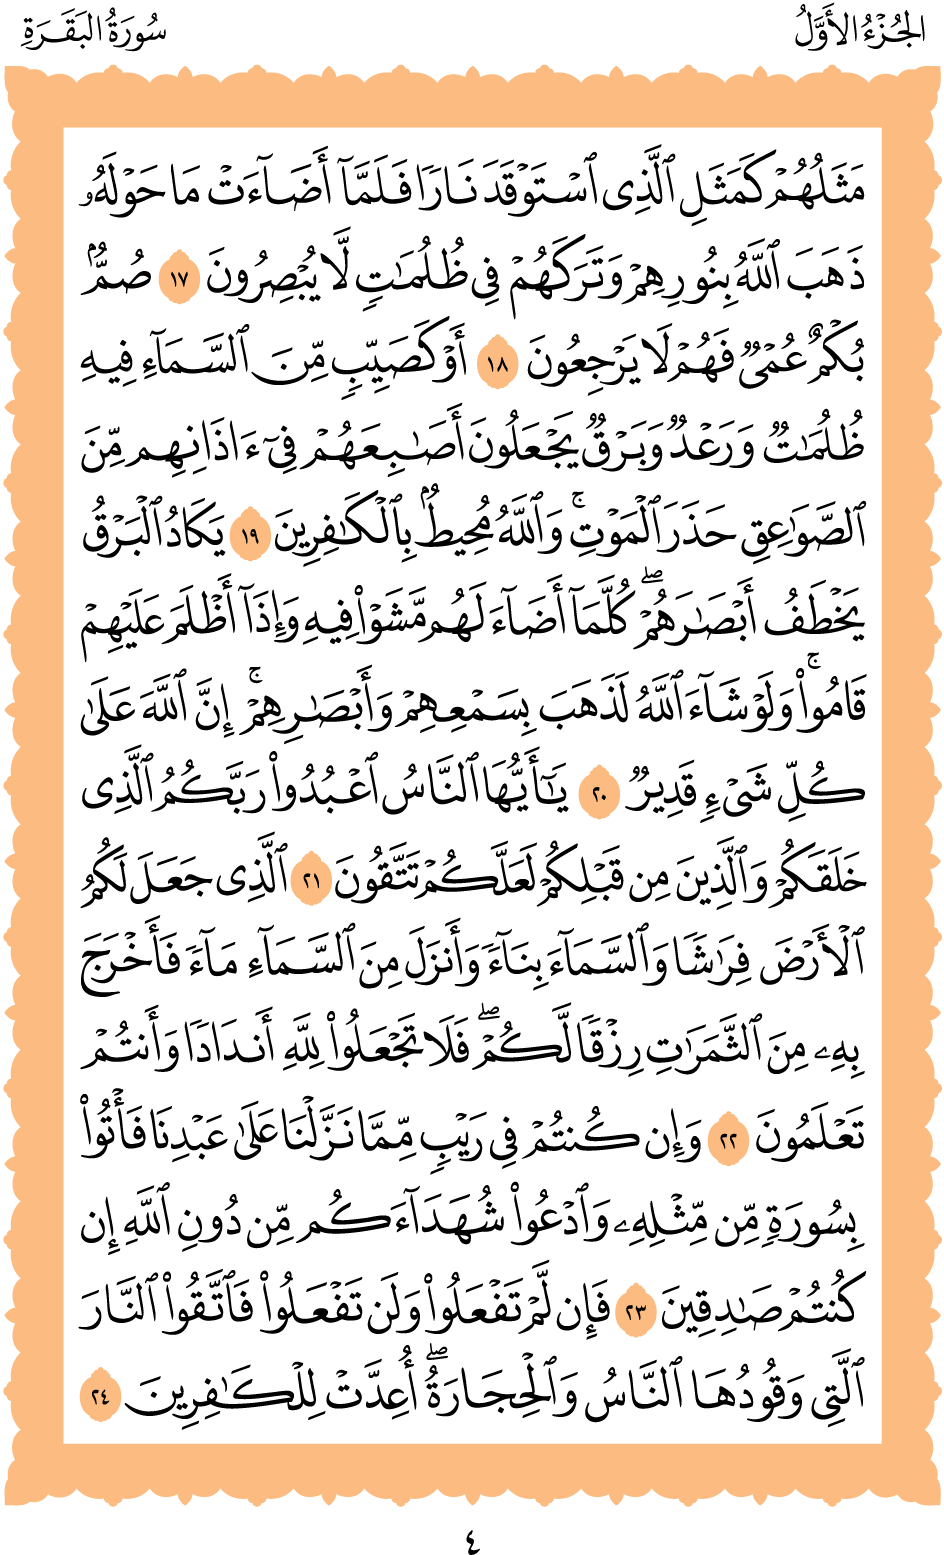 الجُزْءُ الأَوَّلُ
سُورَةُ البَقَرَةِ
مَثَلُهُمۡ كَمَثَلِ ٱلَّذِي ٱسۡتَوۡقَدَ نَارٗا فَلَمَّآ أَضَآءَتۡ مَا حَوۡلَهُۥ
ذَهَبَ ٱللَّهُ بِنُورِهِمۡ وَتَرَكَهُمۡ فِي ظُلُمَٰتٖ لَّا يُبۡصِرُونَ ١٧ صُمُّۢ
بُكۡمٌ عُمۡيٞ فَهُمۡ لَا يَرۡجِعُونَ ١٨ أَوۡ كَصَيِّبٖ مِّنَ ٱلسَّمَآءِ فِيهِ
ظُلُمَٰتٞ وَرَعۡدٞ وَبَرۡقٞ يَجۡعَلُونَ أَصَٰبِعَهُمۡ فِيٓ ءَاذَانِهِم مِّنَ
ٱلصَّوَٰعِقِ حَذَرَ ٱلۡمَوۡتِۚ وَٱللَّهُ مُحِيطُۢ بِٱلۡكَٰفِرِينَ ١٩ يَكَادُ ٱلۡبَرۡقُ
يَخۡطَفُ أَبۡصَٰرَهُمۡۖ كُلَّمَآ أَضَآءَ لَهُم مَّشَوۡاْ فِيهِ وَإِذَآ أَظۡلَمَ عَلَيۡهِمۡ
قَامُواْۚ وَلَوۡ شَآءَ ٱللَّهُ لَذَهَبَ بِسَمۡعِهِمۡ وَأَبۡصَٰرِهِمۡۚ إِنَّ ٱللَّهَ عَلَىٰ
كُلِّ شَيۡءٖ قَدِيرٞ ٢٠ يَٰٓأَيُّهَا ٱلنَّاسُ ٱعۡبُدُواْ رَبَّكُمُ ٱلَّذِي
خَلَقَكُمۡ وَٱلَّذِينَ مِن قَبۡلِكُمۡ لَعَلَّكُمۡ تَتَّقُونَ ٢١ ٱلَّذِي جَعَلَ لَكُمُ
ٱلۡأَرۡضَ فِرَٰشٗا وَٱلسَّمَآءَ بِنَآءٗ وَأَنزَلَ مِنَ ٱلسَّمَآءِ مَآءٗ فَأَخۡرَجَ
بِهِۦ مِنَ ٱلثَّمَرَٰتِ رِزۡقٗا لَّكُمۡۖ فَلَا تَجۡعَلُواْ لِلَّهِ أَندَادٗا وَأَنتُمۡ
تَعۡلَمُونَ ٢٢ وَإِن كُنتُمۡ فِي رَيۡبٖ مِّمَّا نَزَّلۡنَا عَلَىٰ عَبۡدِنَا فَأۡتُواْ
بِسُورَةٖ مِّن مِّثۡلِهِۦ وَٱدۡعُواْ شُهَدَآءَكُم مِّن دُونِ ٱللَّهِ إِن
كُنتُمۡ صَٰدِقِينَ ٢٣ فَإِن لَّمۡ تَفۡعَلُواْ وَلَن تَفۡعَلُواْ فَٱتَّقُواْ ٱلنَّارَ
ٱلَّتِي وَقُودُهَا ٱلنَّاسُ وَٱلۡحِجَارَةُۖ أُعِدَّتۡ لِلۡكَٰفِرِينَ ٢٤
٤